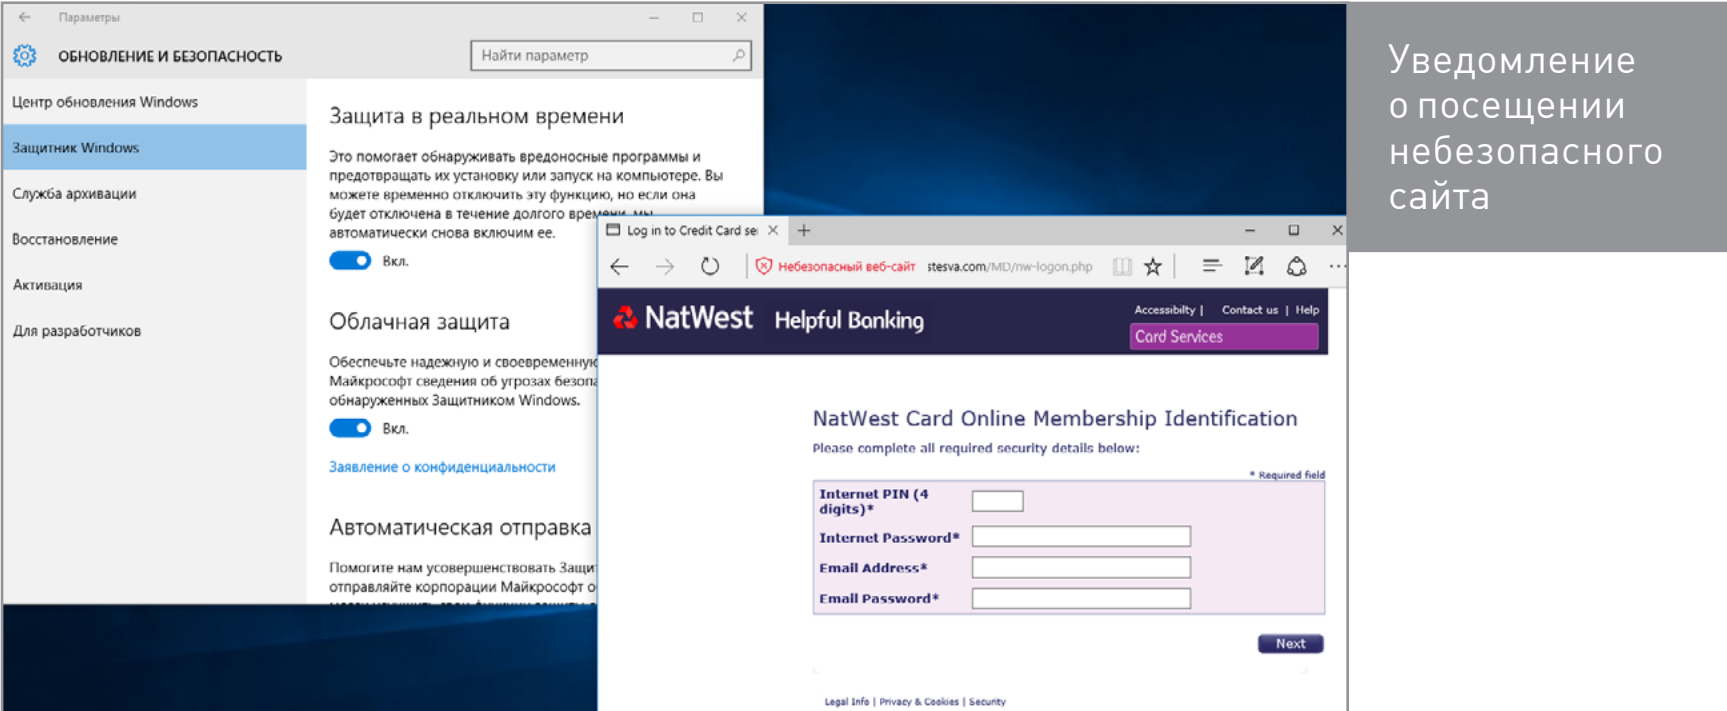 Параметры
ОБНОВЛЕНИЕ И БЕЗОПАСНОСТЬ
Найти параметр
Центр обновления Windows
Защитник Windows
Служба архивации
Восстановление
Активация
Для разработчиков
Защита в реальном времени
Это помогает обнаруживать вредоносные программы и
предотвращать их установку или запуск на компьютере. Вы
можете временно отключить эту функцию, но если она
будет отключена в течение долгого времени, мы
автоматически снова включим ее.
Вкл.
Облачная защита
Обеспечьте надежную и своевременную
Майкрософт сведения об угрозах
обнаруженных Защитником Windows.
Вкл.
Заявление о конфиденциальности
Автоматическая отправка
Помогите нам усовершенствовать
отправляйте корпорации Майкрософт
Log in to Credit Card se
Небезопасный веб-сайт stesva.com/MD/nw-logon.php
NatWest Helpful Banking
Accessibilty | Contact us | Help
Card Services
NatWest Card Online Membership Identification
Please complete all required security details below:
* Required field
Internet PIN (4
digits)*
Internet Password*
Email Address*
Email Password*
Next
Legal Info | Privacy & Cookies | Security
Уведомление
о посещении
небезопасного
сайта